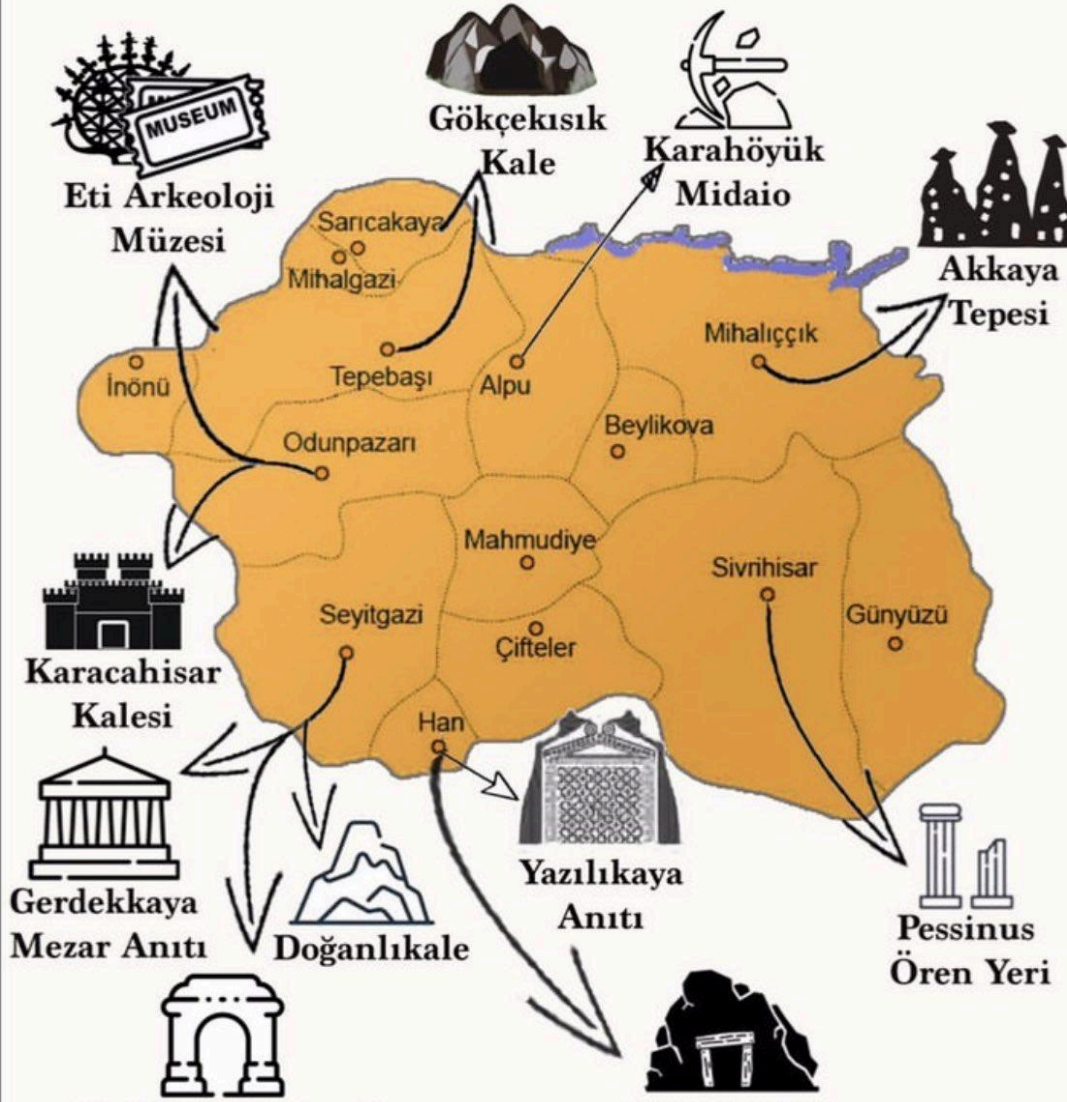 MUSEUM
Eti Arkeoloji
Müzesi
Gökçekısık
Kale
Karahöyük
Midaio
Akkaya
Tepesi
Sarıcakaya
Mihalgazi
Mihalıççık
İnönü
Tepebaşı
Alpu
Beylikova
Odunpazarı
Mahmudiye
Sivrihisar
Seyitgazi
Günyüzü
Çifteler
Karacahisar
Kalesi
Han
Yazılıkaya
Anıtı
Gerdekkaya
Mezar Anıtı
Doğanlıkale
Pessinus
Ören Yeri